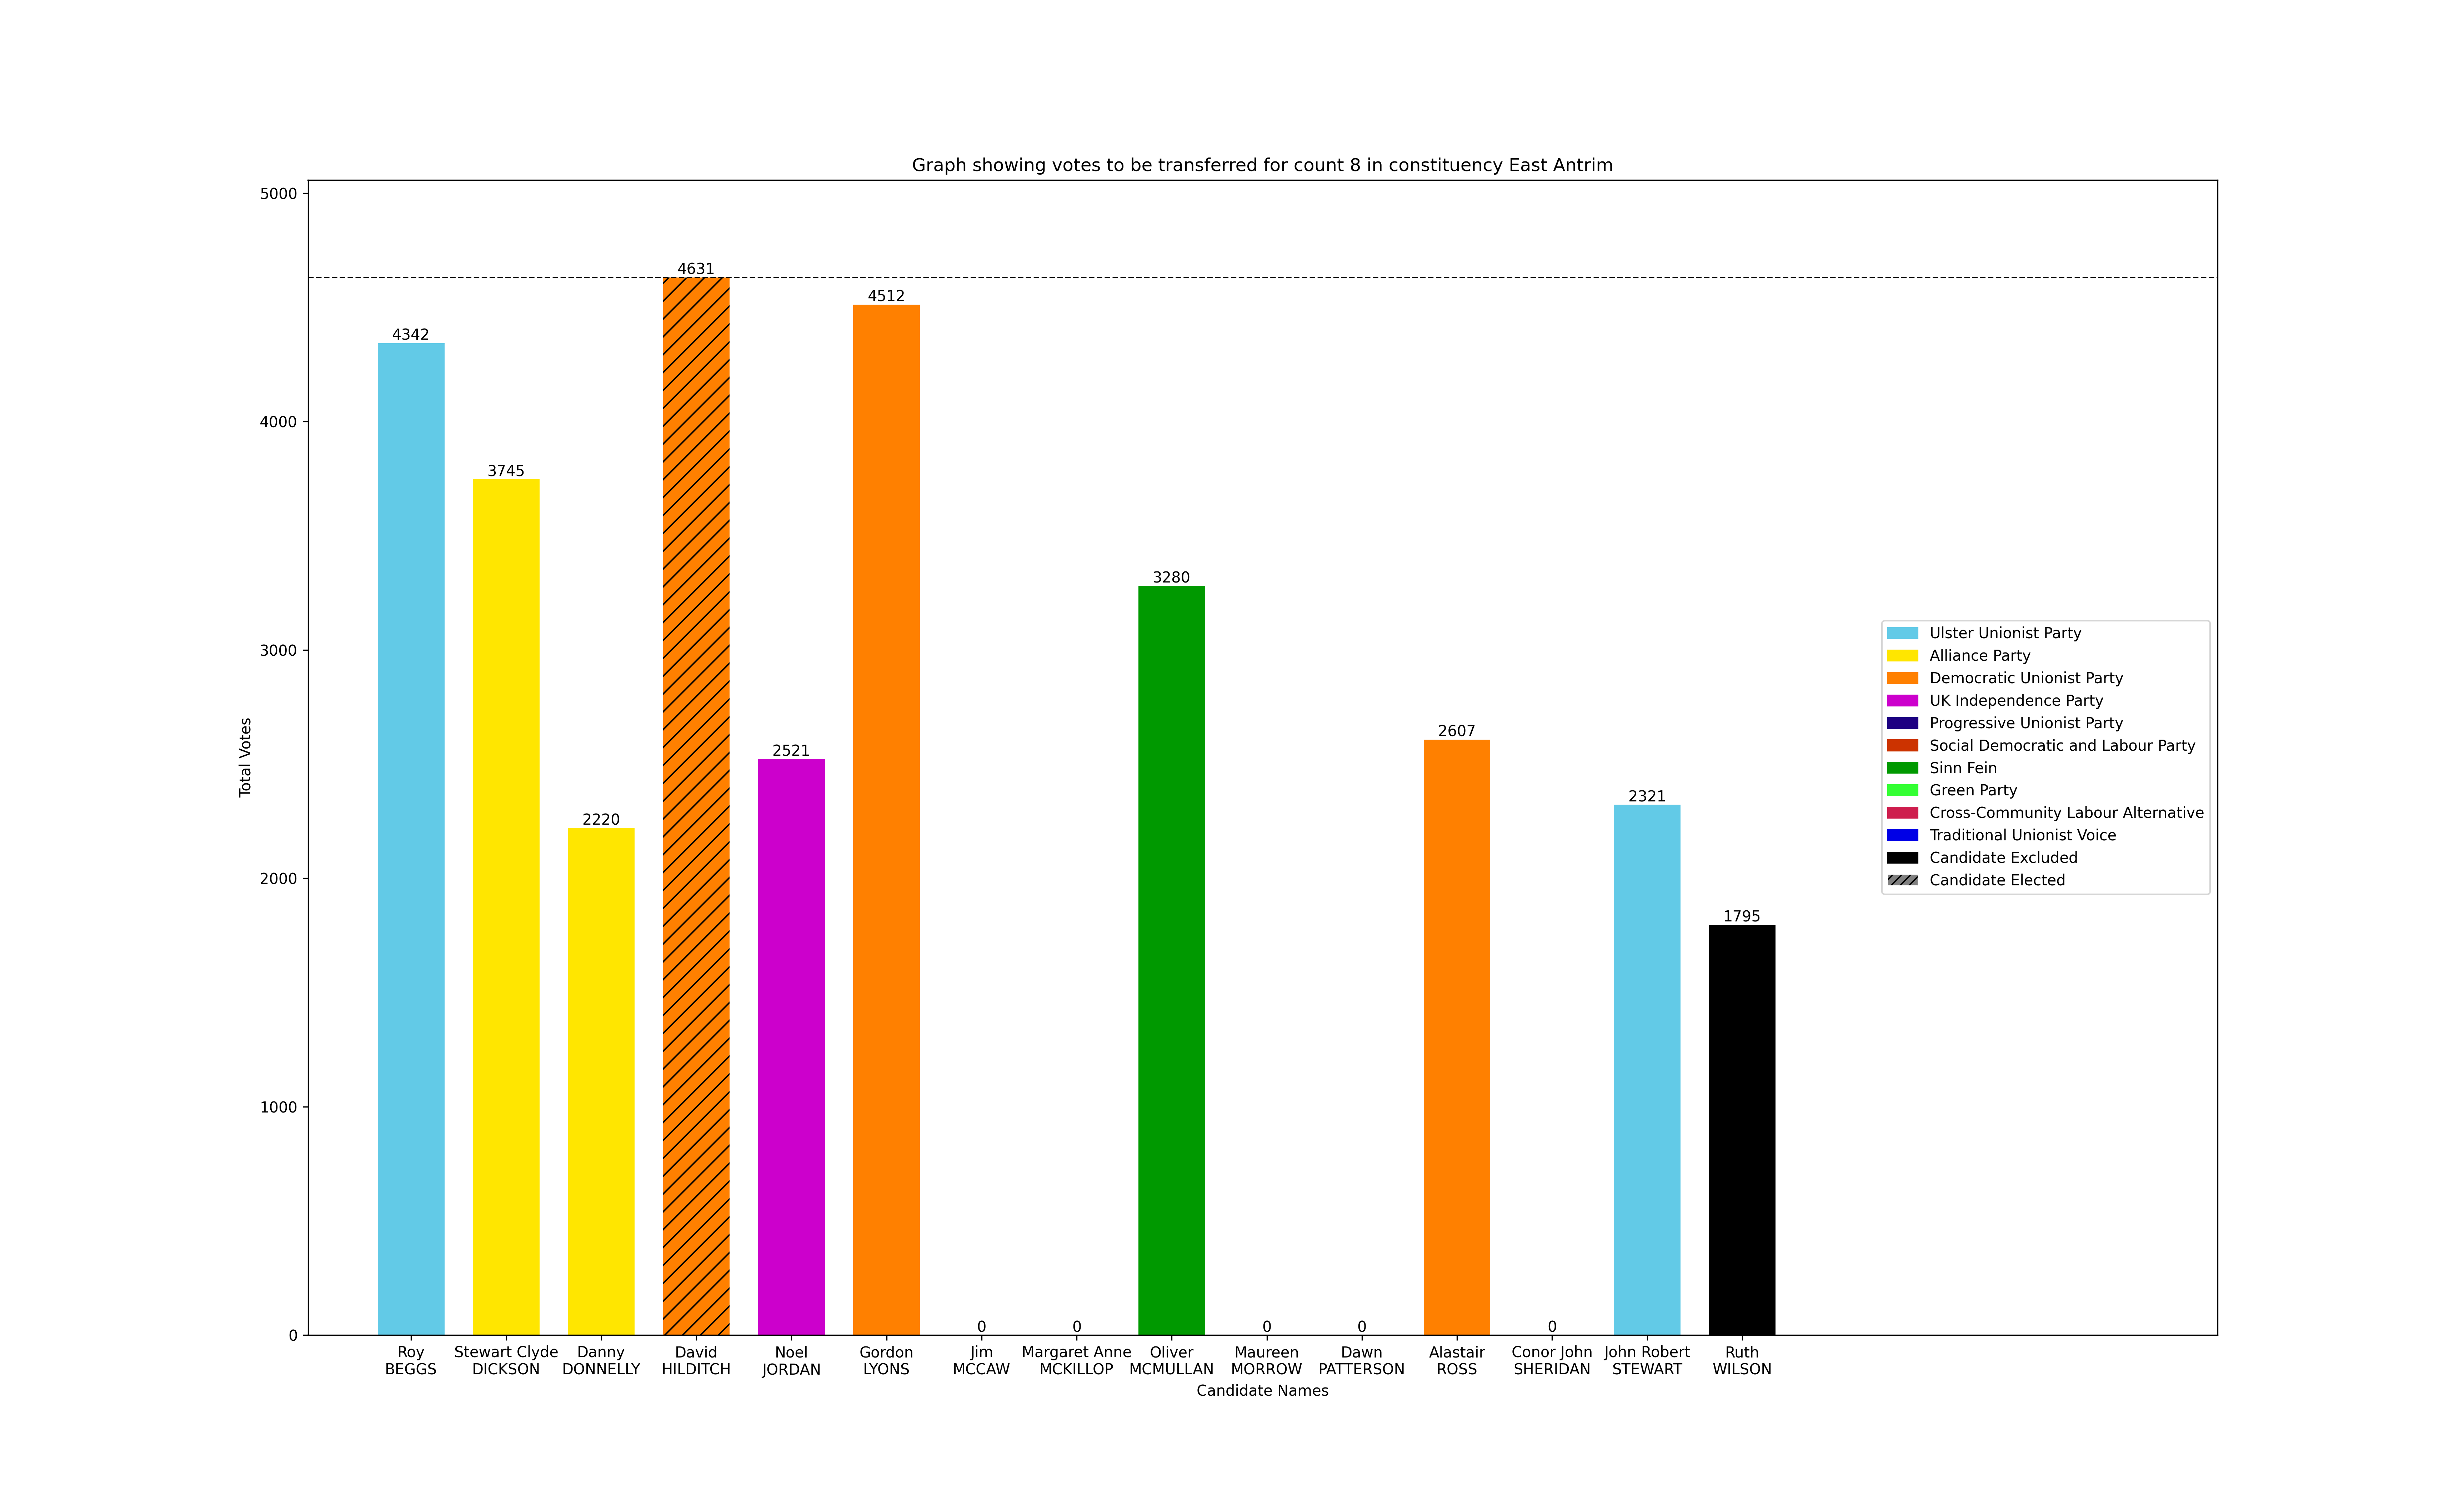 Graph showing votes to be transferred for count 8 in constituency East Antrim
5000
4000
3000
2000
1000
0
Total Votes
4342
3745
2220
4631
2521
4512
0
0
3280
0
0
2607
0
2321
1795
Ulster Unionist Party
Alliance Party
Democratic Unionist Party
UK Independence Party
Progressive Unionist Party
Social Democratic and Labour Party
Sinn Fein
Green Party
Cross-Community Labour Alternative
Traditional Unionist Voice
Candidate Excluded
Candidate Elected
Roy
BEGGS
Stewart Clyde
DICKSON
Danny
DONNELLY
David
HILDITCH
Noel
JORDAN
Gordon
LYONS
Jim
MCCAW
Margaret Anne
MCKILLOP
Oliver
MCMULLAN
Maureen
MORROW
Dawn
PATTERSON
Alastair
ROSS
Conor John
SHERIDAN
John Robert
STEWART
Ruth
WILSON
Candidate Names